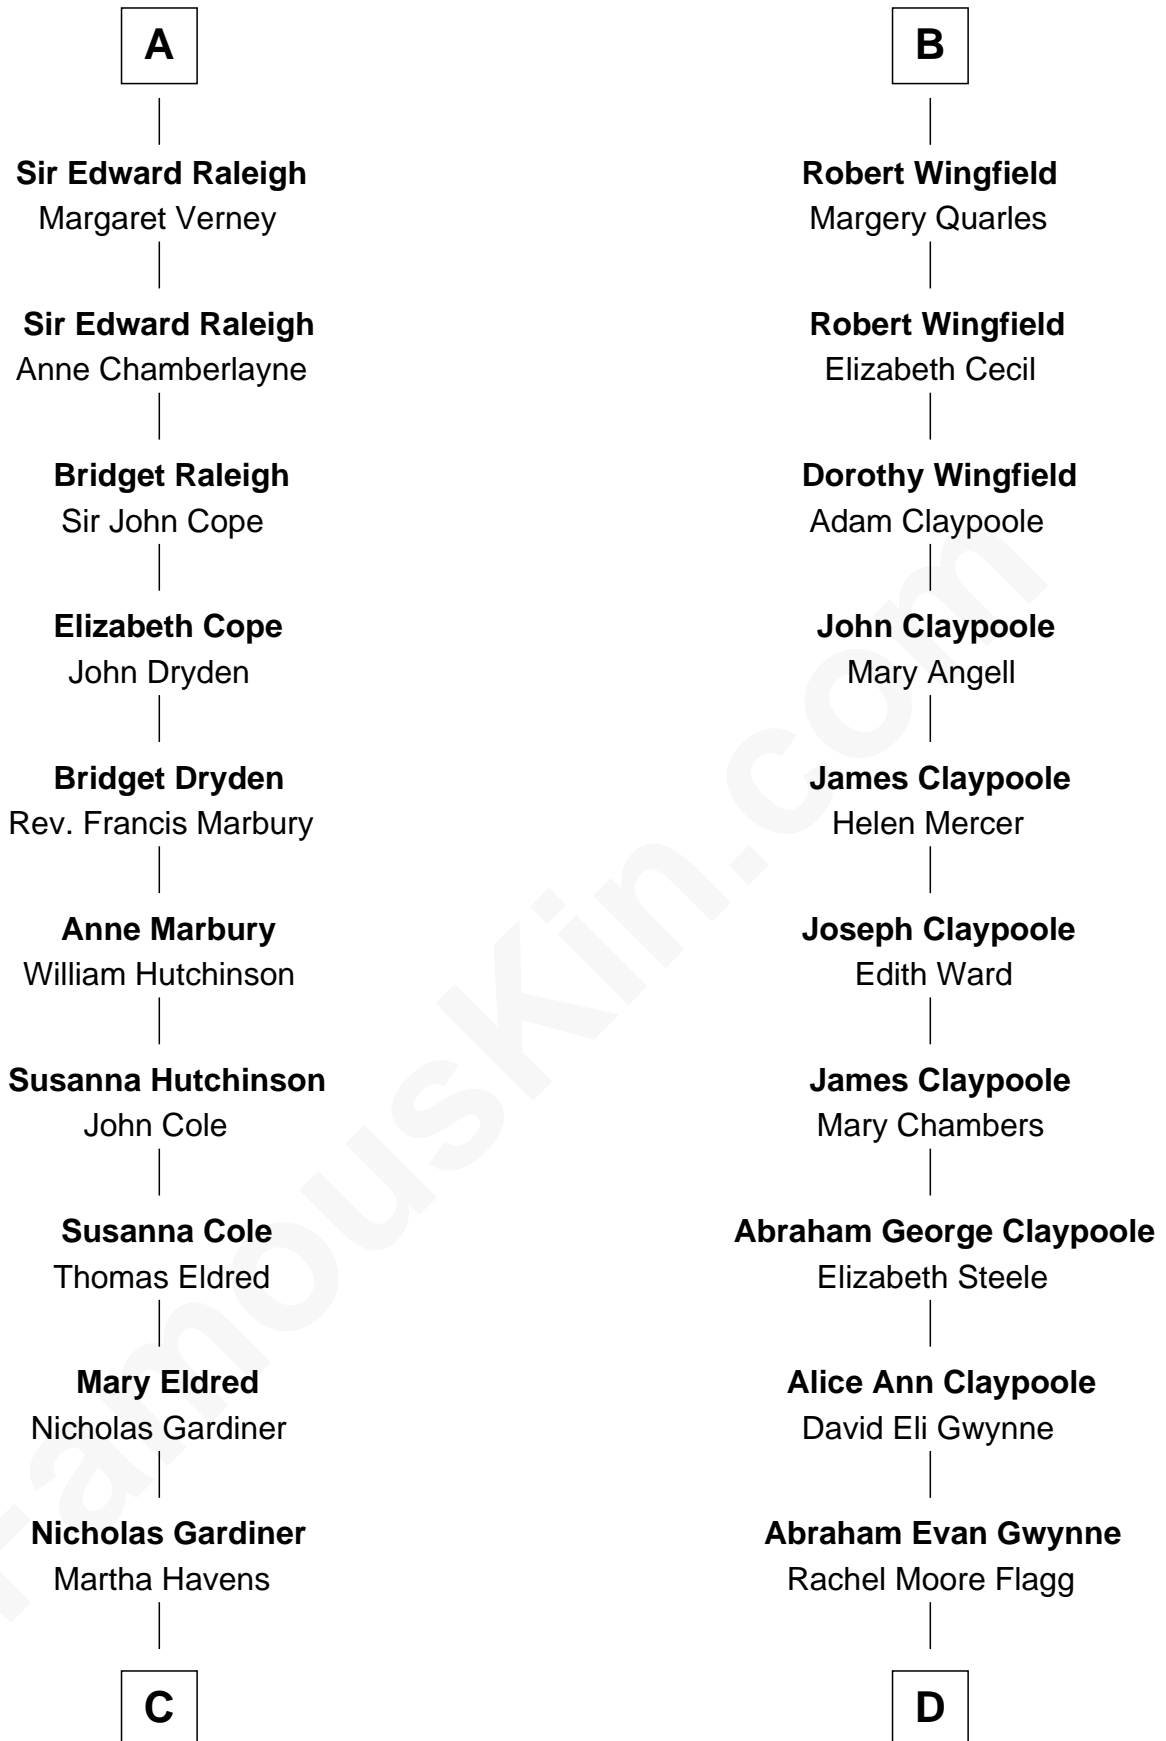 A
Sir Edward Raleigh
Margaret Verney
Sir Edward Raleigh
Anne Chamberlayne
Bridget Raleigh
Sir John Cope
Elizabeth Cope
John Dryden
Bridget Dryden
Rev. Francis Marbury
Anne Marbury
William Hutchinson
Susanna Hutchinson
John Cole
Susanna Cole
Thomas Eldred
Mary Eldred
Nicholas Gardiner
Nicholas Gardiner
Martha Havens
C
B
Robert Wingfield
Margery Quarles
Robert Wingfield
Elizabeth Cecil
Dorothy Wingfield
Adam Claypoole
John Claypoole
Mary Angell
James Claypoole
Helen Mercer
Joseph Claypoole
Edith Ward
James Claypoole
Mary Chambers
Abraham George Claypoole
Elizabeth Steele
Alice Ann Claypoole
David Eli Gwynne
Abraham Evan Gwynne
Rachel Moore Flagg
D
FamousKin.com